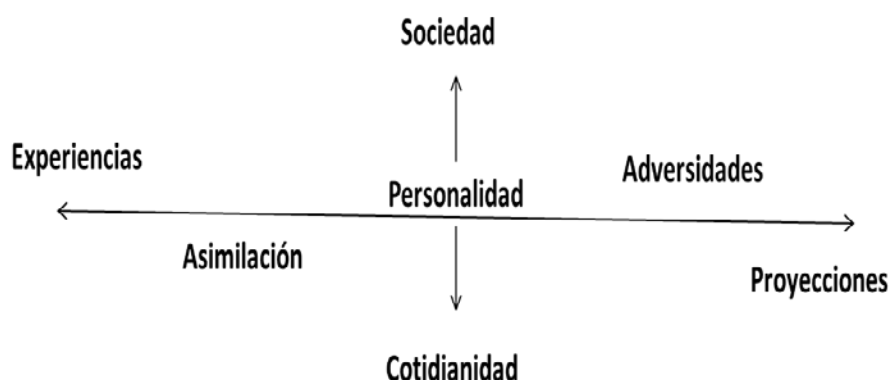 Sociedad
Experiencias
Adversidades
Personalidad
Asimilación
Proyecciones
Cotidianidad